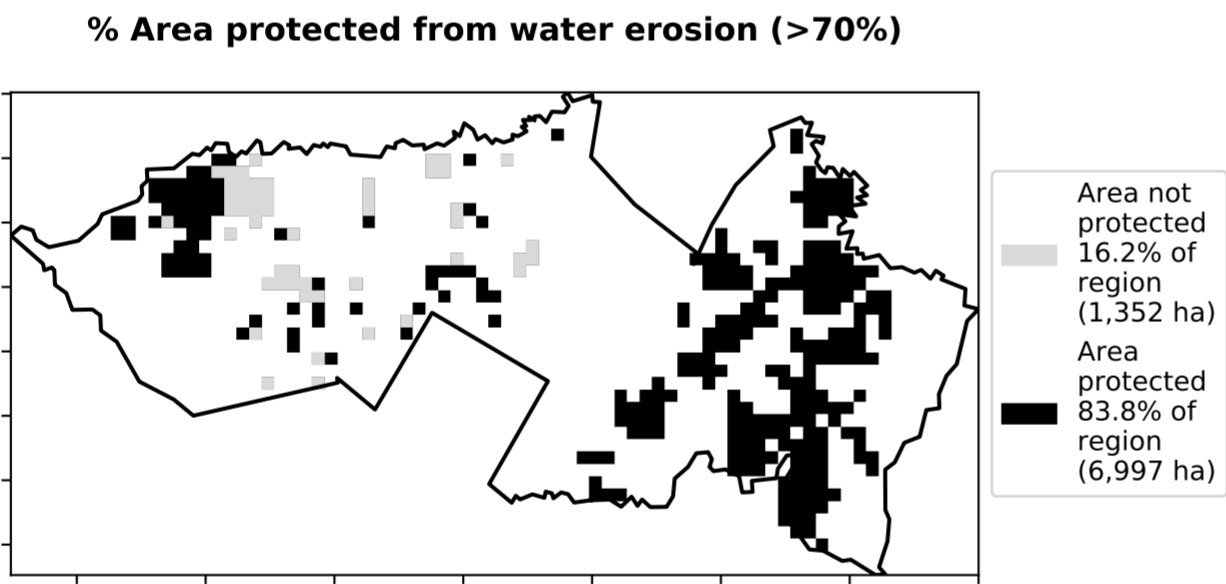 % Area protected from water erosion (>70%)
Area not
protected
16.2% of
region
(1,352 ha)
Area
protected
83.8% of
region
(6,997 ha)